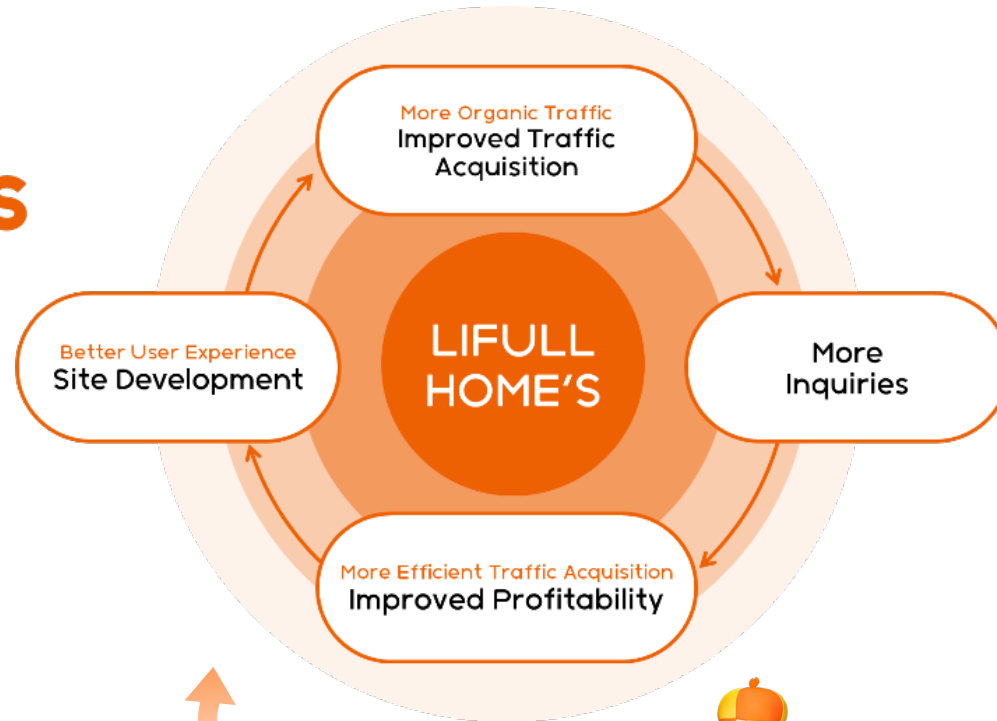 More Organic Traffic
Improved Traffic
Acquisition
s
Better User Experience
Site Development
LIFULL
HOME'S
More
Inquiries
More Efficient Traffic Acquisition
Improved Profitability